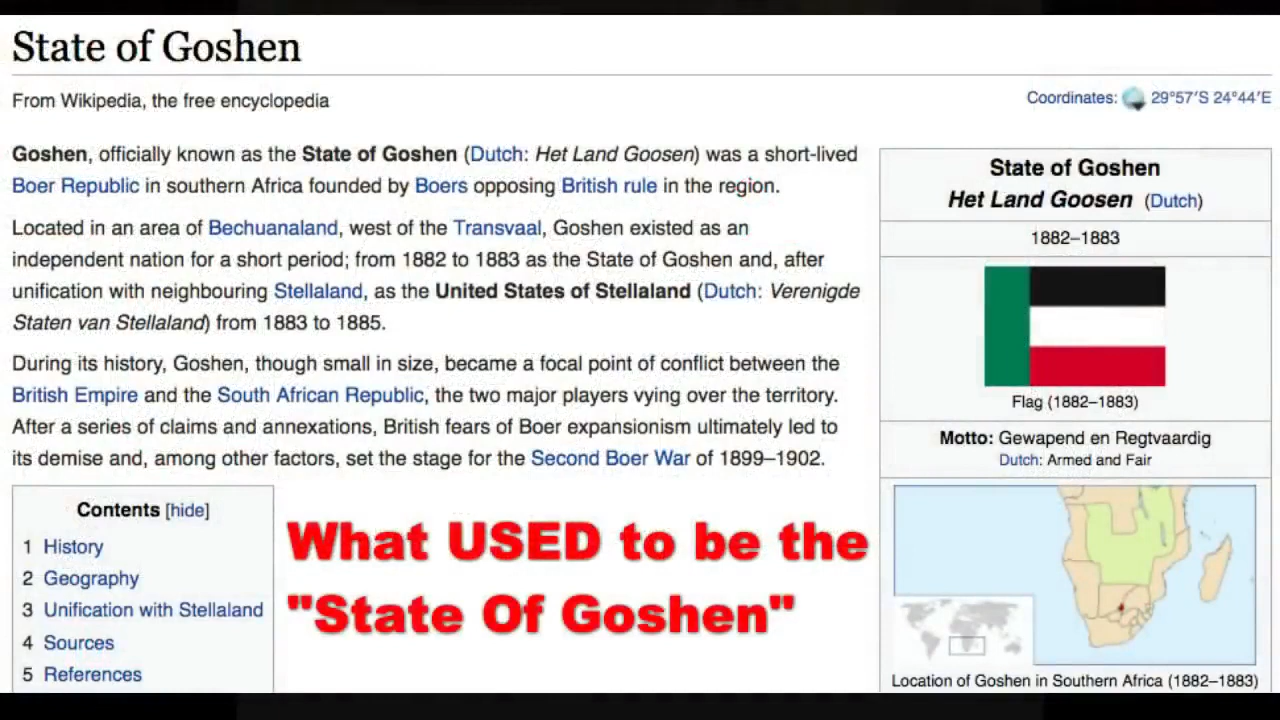 State of Goshen
From Wikipedia, the free encyclopedia
Coordinates: 29°57′S 24°44′E
Goshen, officially known as the State of Goshen (Dutch: Het Land Goosen) was a short-lived
Boer Republic in southern Africa founded by Boers opposing British rule in the region.
Located in an area of Bechuanaland, west of the Transvaal, Goshen existed as an
independent nation for a short period; from 1882 to 1883 as the State of Goshen and, after
unification with neighbouring Stellaland, as the United States of Stellaland (Dutch: Verenigde
Staten van Stellaland) from 1883 to 1885.
During its history, Goshen, though small in size, became a focal point of conflict between the
British Empire and the South African Republic, the two major players vying over the territory.
After a series of claims and annexations, British fears of Boer expansionism ultimately led to
its demise and, among other factors, set the stage for the Second Boer War of 1899–1902.
Contents [hide]
1 History
2 Geography
3 Unification with Stellaland
4 Sources
5 References
What USED to be the
"State Of Goshen"
State of Goshen
Het Land Goosen (Dutch)
1882–1883
Flag (1882–1883)
Motto: Gewapend en Regtvaardig
Dutch: Armed and Fair
Location of Goshen in Southern Africa (1882–1883)